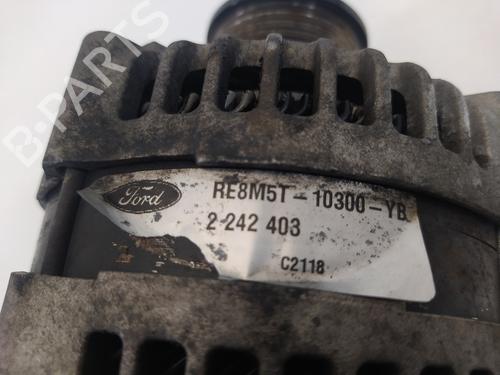 B-PARTS
Ford
RE8M5T-10300-YB
2 242 403
C2118